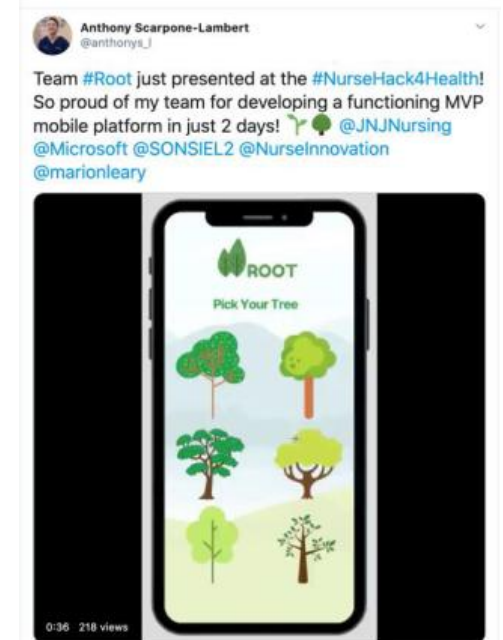 Anthony Scarpone-Lambert
@anthonys_l
Team #Root just presented at the #NurseHack4Health!
So proud of my team for developing a functioning MVP
mobile platform in just 2 days! 🌱🌳 @JNJNursing
@Microsoft @SONSIEL2 @NurseInnovation
@marionleary
ROOT
Pick Your Tree
0:36 218 views